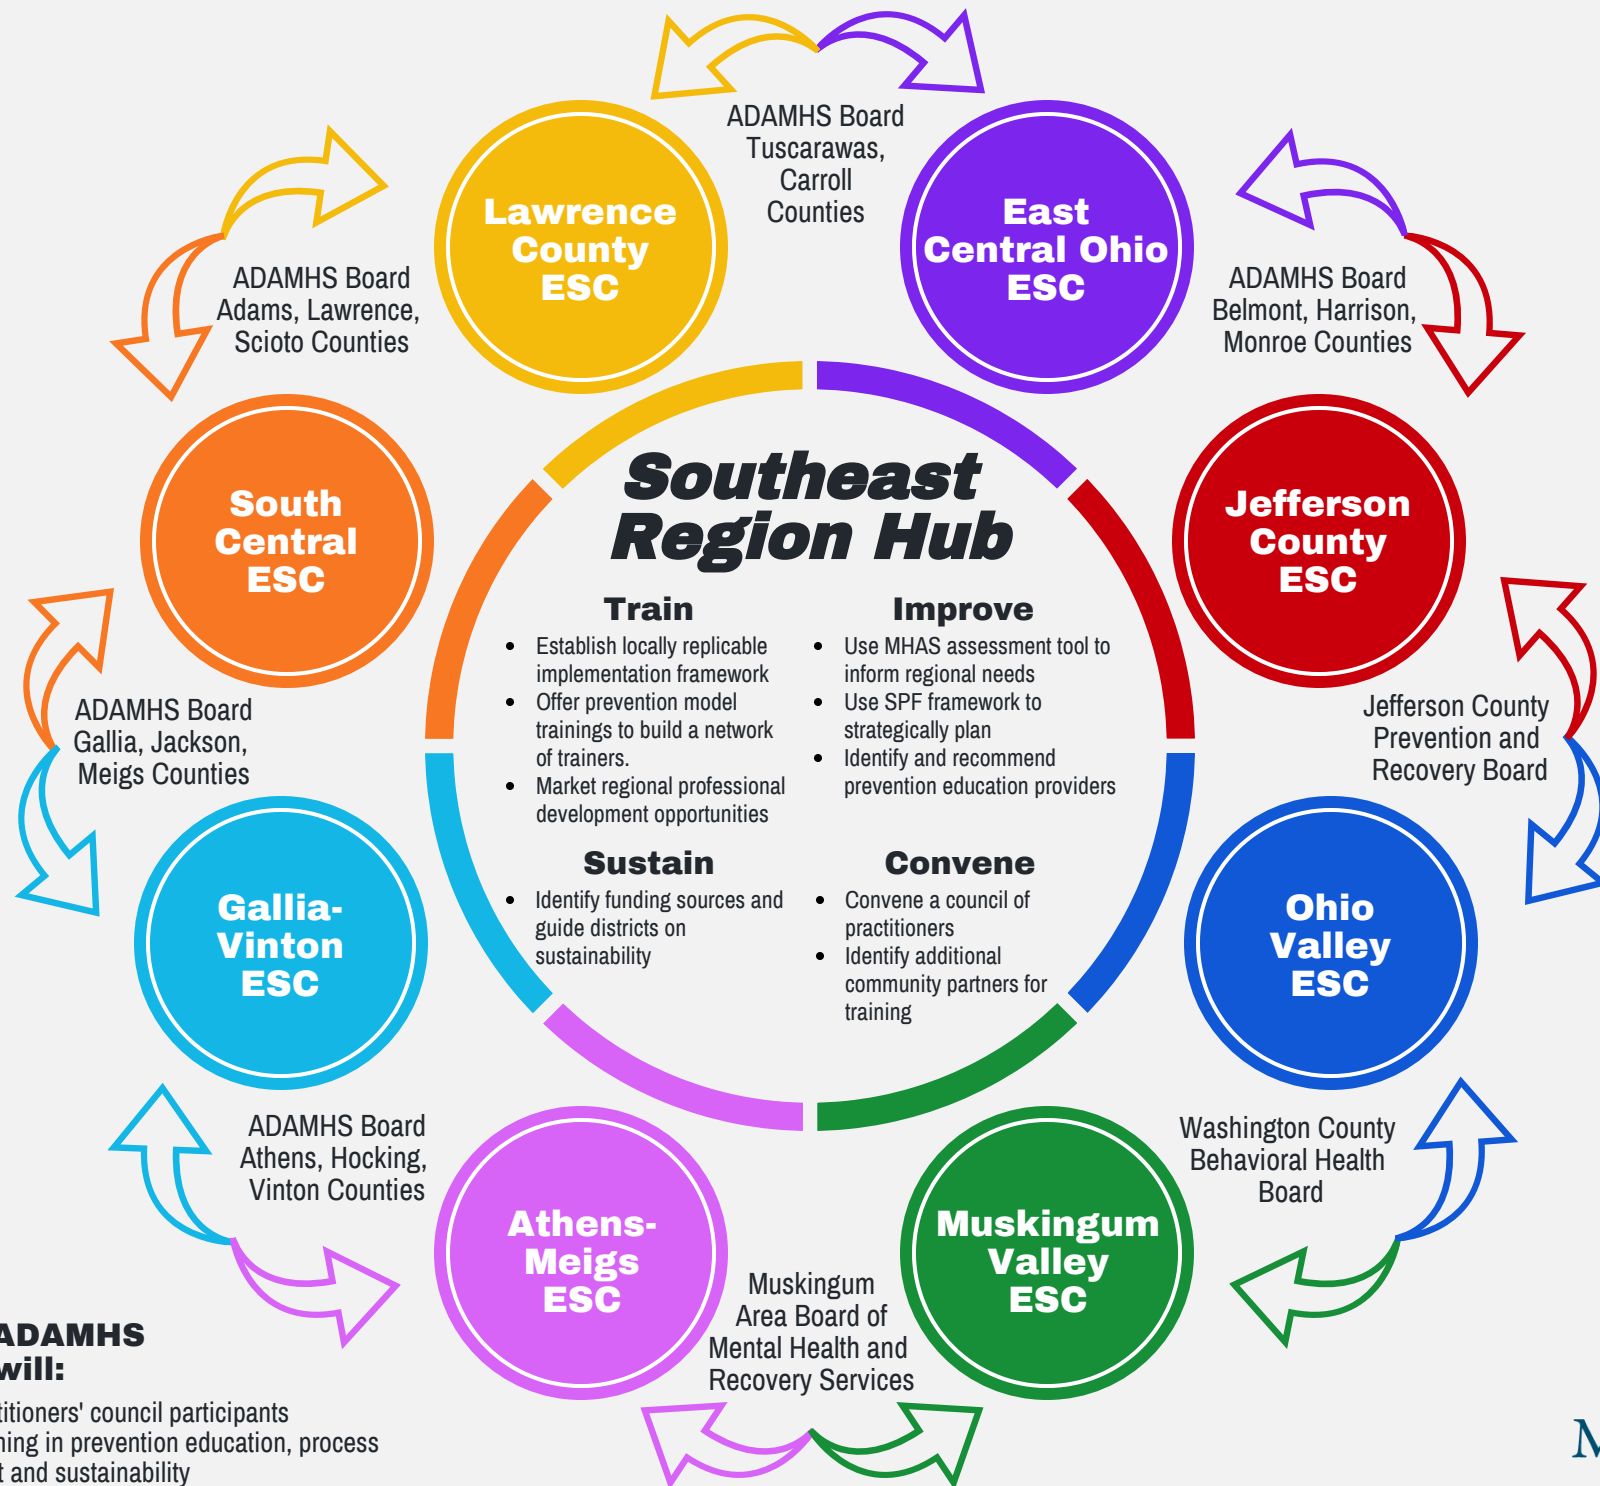 ADAMHS Board
Tuscarawas,
Carroll
Counties
Lawrence
County
ESC
East
Central Ohio
ESC
ADAMHS Board
Adams, Lawrence,
Scioto Counties
ADAMHS Board
Belmont, Harrison,
Monroe Counties
South
Central
ESC
Jefferson
County
ESC
Southeast
Region Hub
Train
• Establish locally replicable
implementation framework
• Offer prevention model
trainings to build a network
of trainers.
• Market regional professional
development opportunities
Improve
• Use MHAS assessment tool to
inform regional needs
• Use SPF framework to
strategically plan
• Identify and recommend
prevention education providers
Sustain
• Identify funding sources and
guide districts on
sustainability
Convene
• Convene a council of
practitioners
• Identify additional
community partners for
training
ADAMHS Board
Gallia, Jackson,
Meigs Counties
Jefferson County
Prevention and
Recovery Board
Gallia-
Vinton
ESC
Ohio
Valley
ESC
ADAMHS Board
Athens, Hocking,
Vinton Counties
Washington County
Behavioral Health
Board
Athens-
Meigs
ESC
Muskingum
Valley
ESC
Muskingum
Area Board of
Mental Health and
Recovery Services
ADAMHS
will:
titioners' council participants
ning in prevention education, process
t and sustainability
M